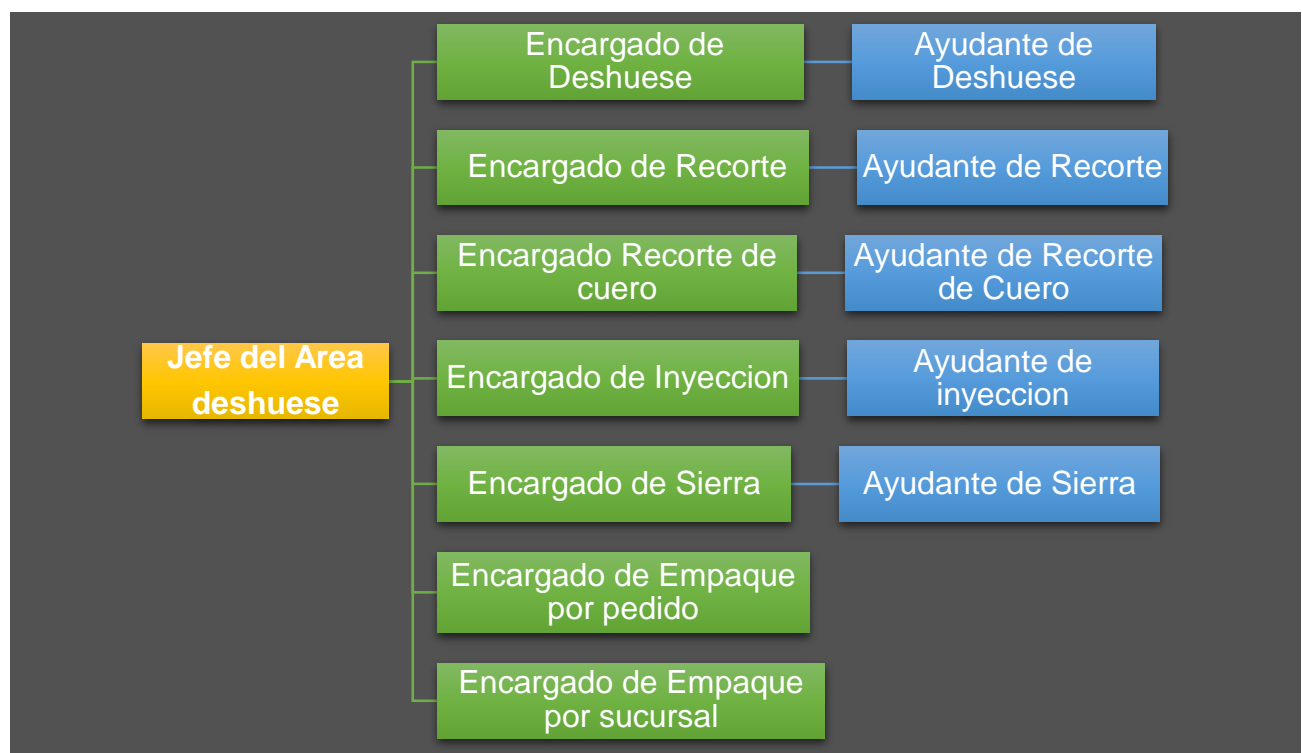 Encargado de
Deshuese
Ayudante de
Deshuese
Encargado de Recorte
Ayudante de Recorte
Encargado Recorte de
cuero
Ayudante de Recorte
de Cuero
Jefe del Area
deshuese
Encargado de Inyeccion
Ayudante de
inyeccion
Encargado de Sierra
Ayudante de Sierra
Encargado de Empaque
por pedido
Encargado de Empaque
por sucursal